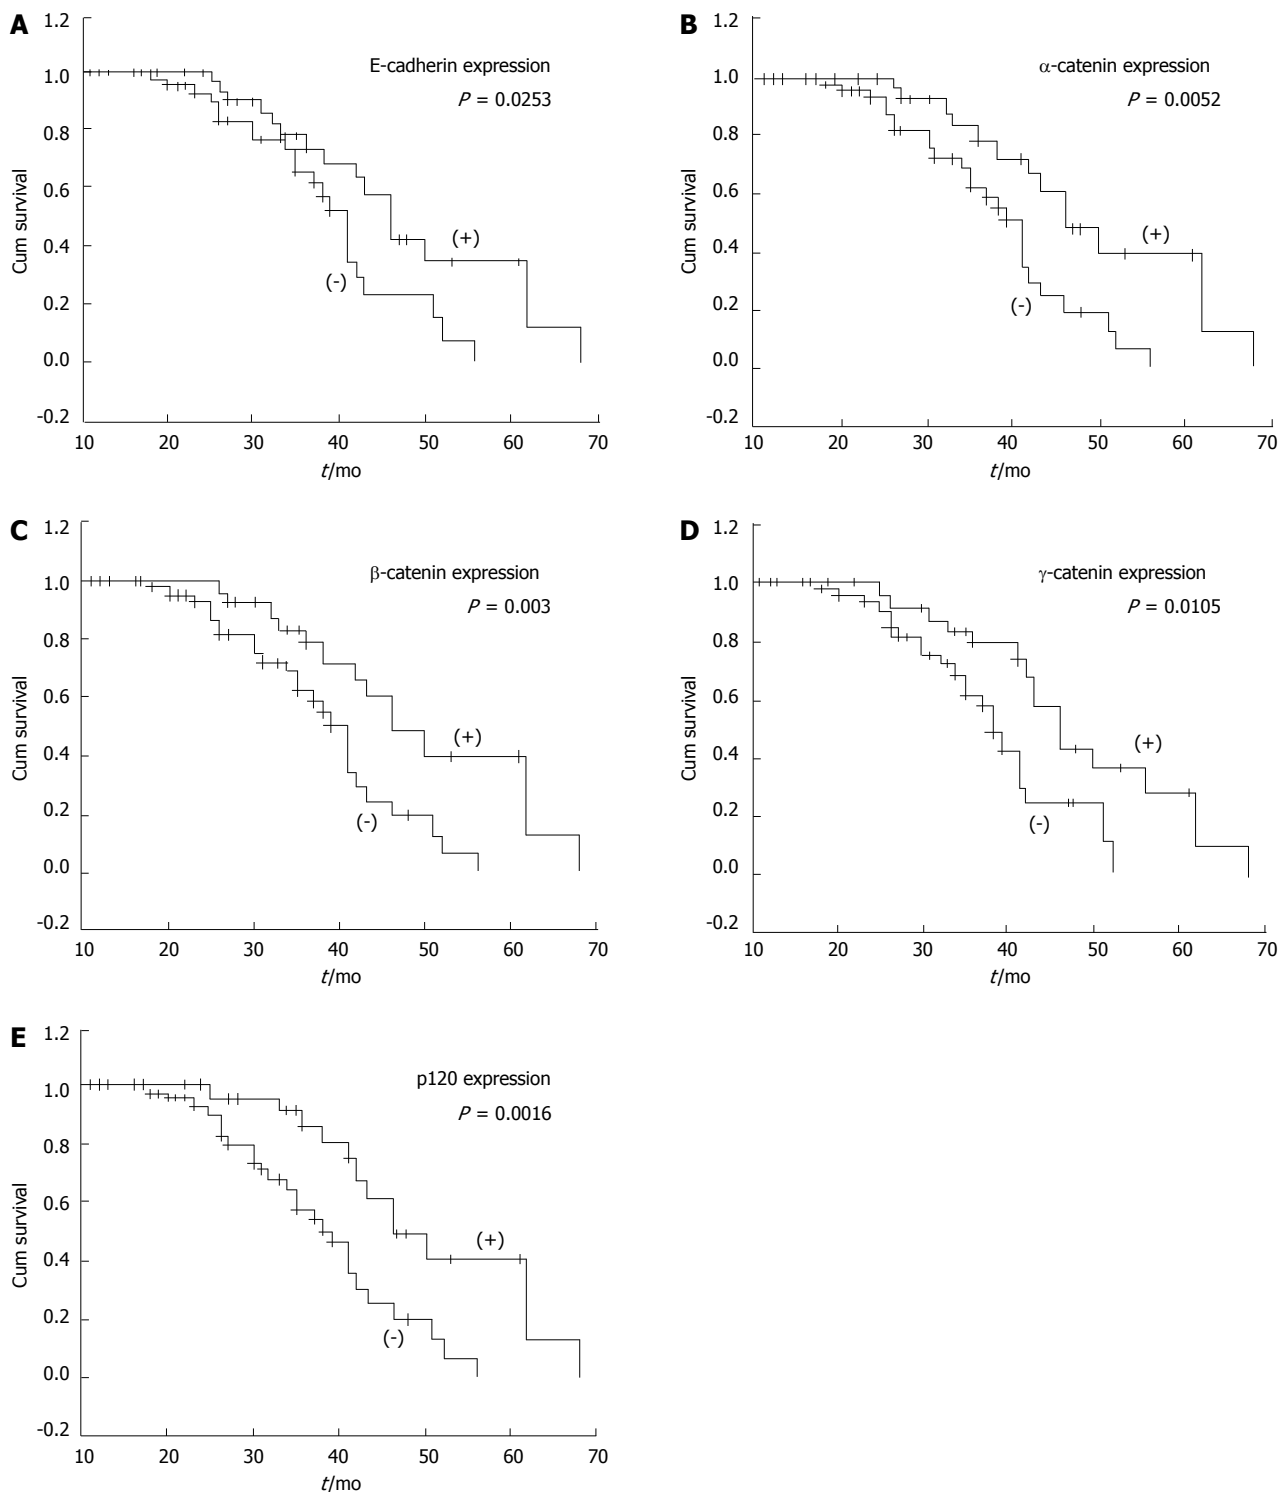 A
1.2
1.0
0.8
0.6
0.4
0.2
0.0
-0.2
Cum survival
E-cadherin expression
P = 0.0253
(+)
(-)
10 20 30 40 50 60 70
t/mo
B
1.2
1.0
0.8
0.6
0.4
0.2
0.0
-0.2
Cum survival
α-catenin expression
P = 0.0052
(+)
(-)
10 20 30 40 50 60 70
t/mo
C
1.2
1.0
0.8
0.6
0.4
0.2
0.0
-0.2
Cum survival
β-catenin expression
P = 0.003
(+)
(-)
10 20 30 40 50 60 70
t/mo
D
1.2
1.0
0.8
0.6
0.4
0.2
0.0
-0.2
Cum survival
γ-catenin expression
P = 0.0105
(+)
(-)
10 20 30 40 50 60 70
t/mo
E
1.2
1.0
0.8
0.6
0.4
0.2
0.0
-0.2
Cum survival
p120 expression
P = 0.0016
(+)
(-)
10 20 30 40 50 60 70
t/mo